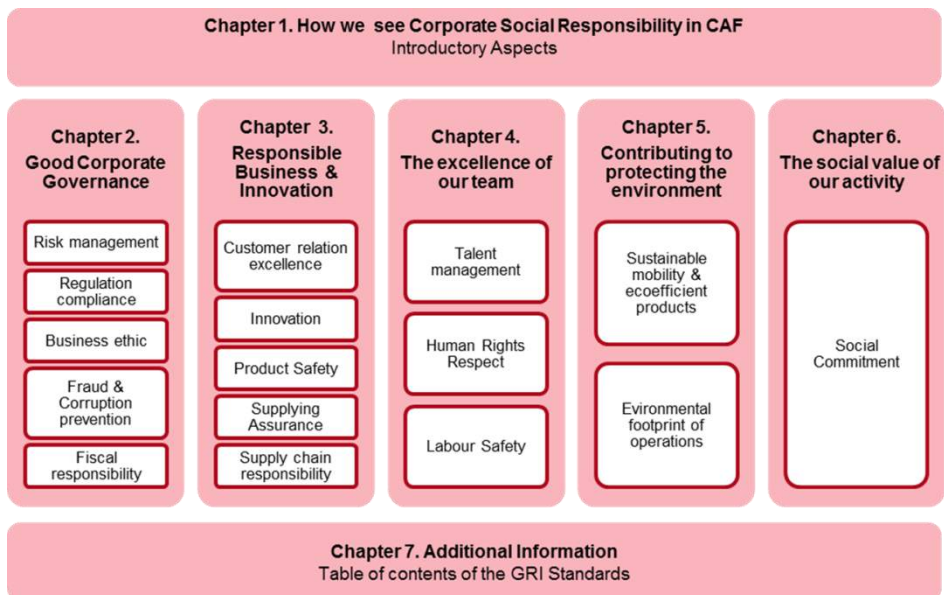 Chapter 1. How we see Corporate Social Responsibility in CAF
Introductory Aspects
Chapter 2.
Good Corporate
Governance
Risk management
Regulation
compliance
Business ethic
Fraud &
Corruption
prevention
Fiscal
responsibility
Chapter 3.
Responsible
Business &
Innovation
Customer relation
excellence
Innovation
Product Safety
Supplying
Assurance
Supply chain
responsibility
Chapter 4.
The excellence of
our team
Talent
management
Human Rights
Respect
Labour Safety
Chapter 5.
Contributing to
protecting the
environment
Sustainable
mobility &
ecoefficient
products
Evironmental
footprint of
operations
Chapter 6.
The social value of
our activity
Social
Commitment
Chapter 7. Additional Information
Table of contents of the GRI Standards